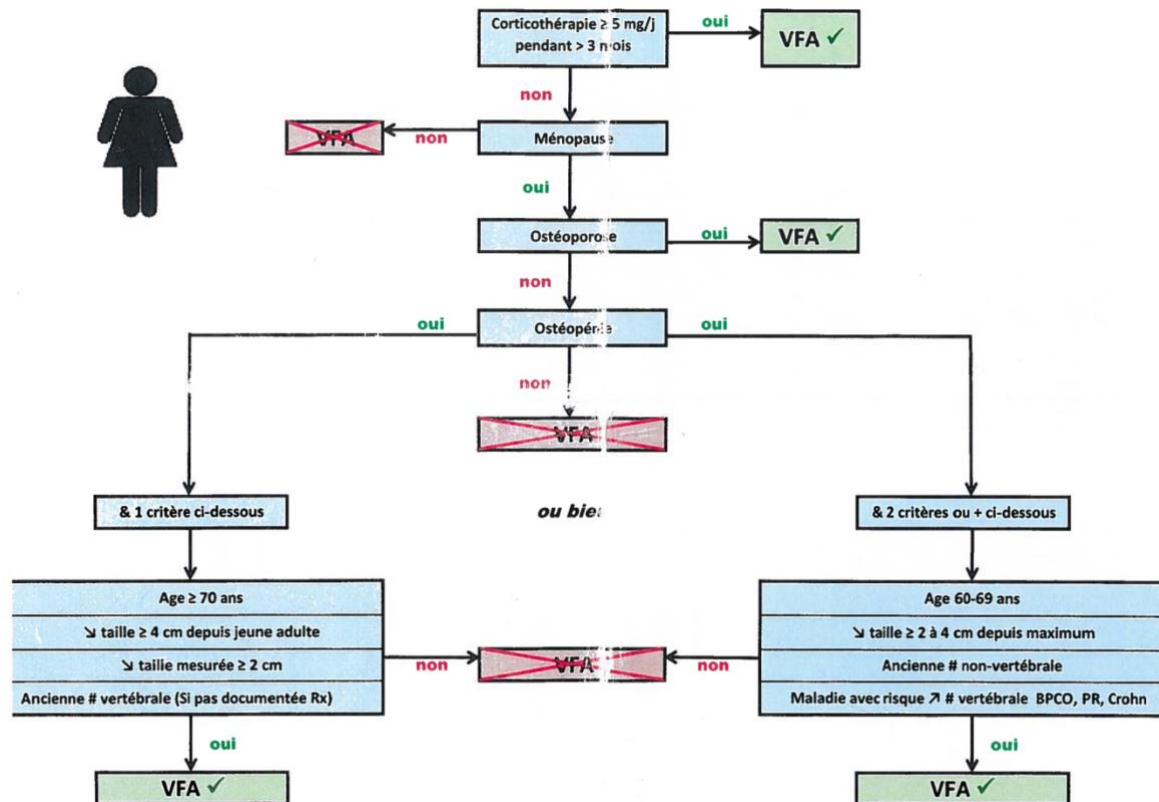 Corticothérapie ≥ 5 mg/j
pendant > 3 mois
oui
VFA ✓
non
VFA
non
Ménopause
oui
Ostéoporose
oui
VFA ✓
non
oui
Ostéopénie
oui
non
VFA
& 1 critère ci-dessous
ou bie
& 2 critères ou + ci-dessous
Age ≥ 70 ans
↘ taille ≥ 4 cm depuis jeune adulte
↘ taille mesurée ≥ 2 cm
Ancienne # vertébrale (Si pas documentée Rx)
non
VFA
non
Age 60-69 ans
↘ taille ≥ 2 à 4 cm depuis maximum
Ancienne # non-vertébrale
Maladie avec risque ↗ # vertébrale BPCO, PR, Crohn
oui
VFA ✓
oui
VFA ✓